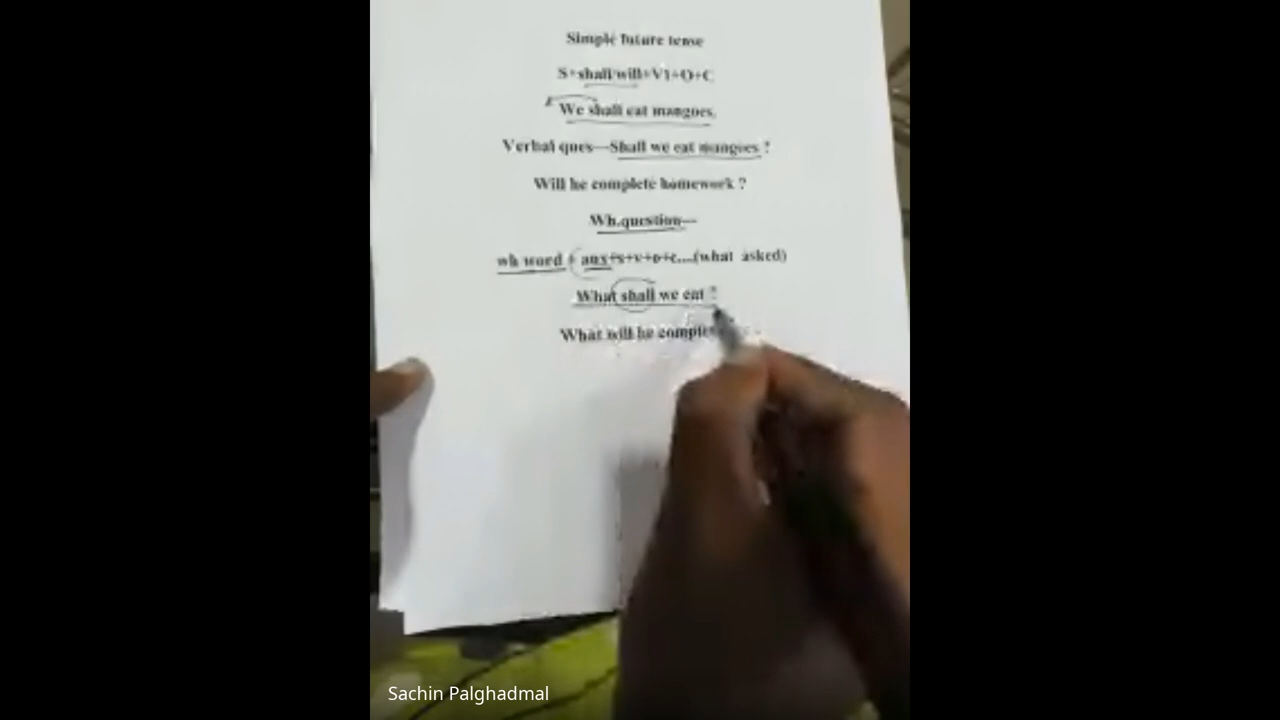 Simple future tense
S+shall/will+V1+O+C
We shall eat mangoes.
Verbal ques—Shall we eat mangoes ?
Will he complete homework ?
Wh.question—
wh word + aux+s+v+o+c....(what asked)
What shall we eat ?
What will he
Sachin Palghadmal